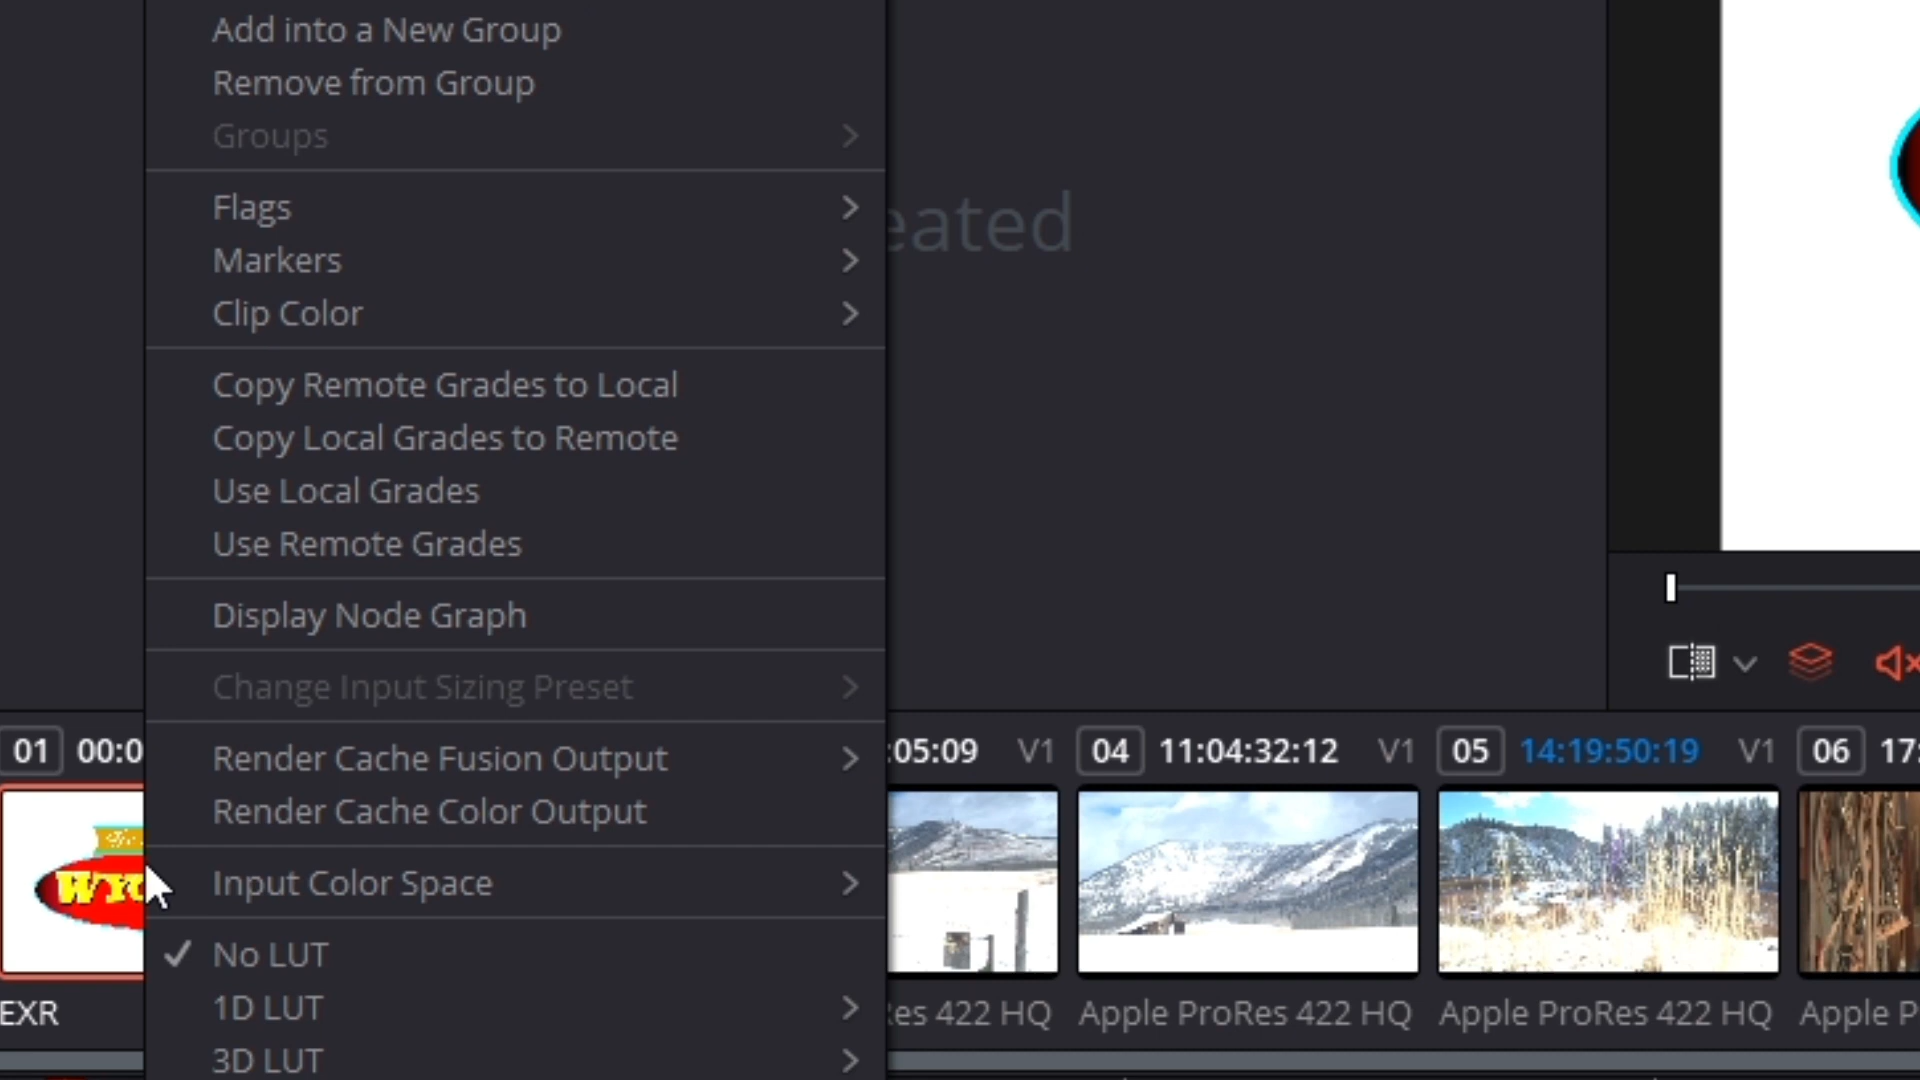 Add into a New Group
Remove from Group
Groups
Flags
Markers
Clip Color
Copy Remote Grades to Local
Copy Local Grades to Remote
Use Local Grades
Use Remote Grades
Display Node Graph
Change Input Sizing Preset
Render Cache Fusion Output
Render Cache Color Output
Input Color Space
No LUT
1D LUT
3D LUT
eated
01 00:0
:05:09 V1 04 11:04:32:12 V1 05 14:19:50:19 V1 06 17:
WYO
EXR
Res 422 HQ Apple ProRes 422 HQ Apple ProRes 422 HQ Apple P